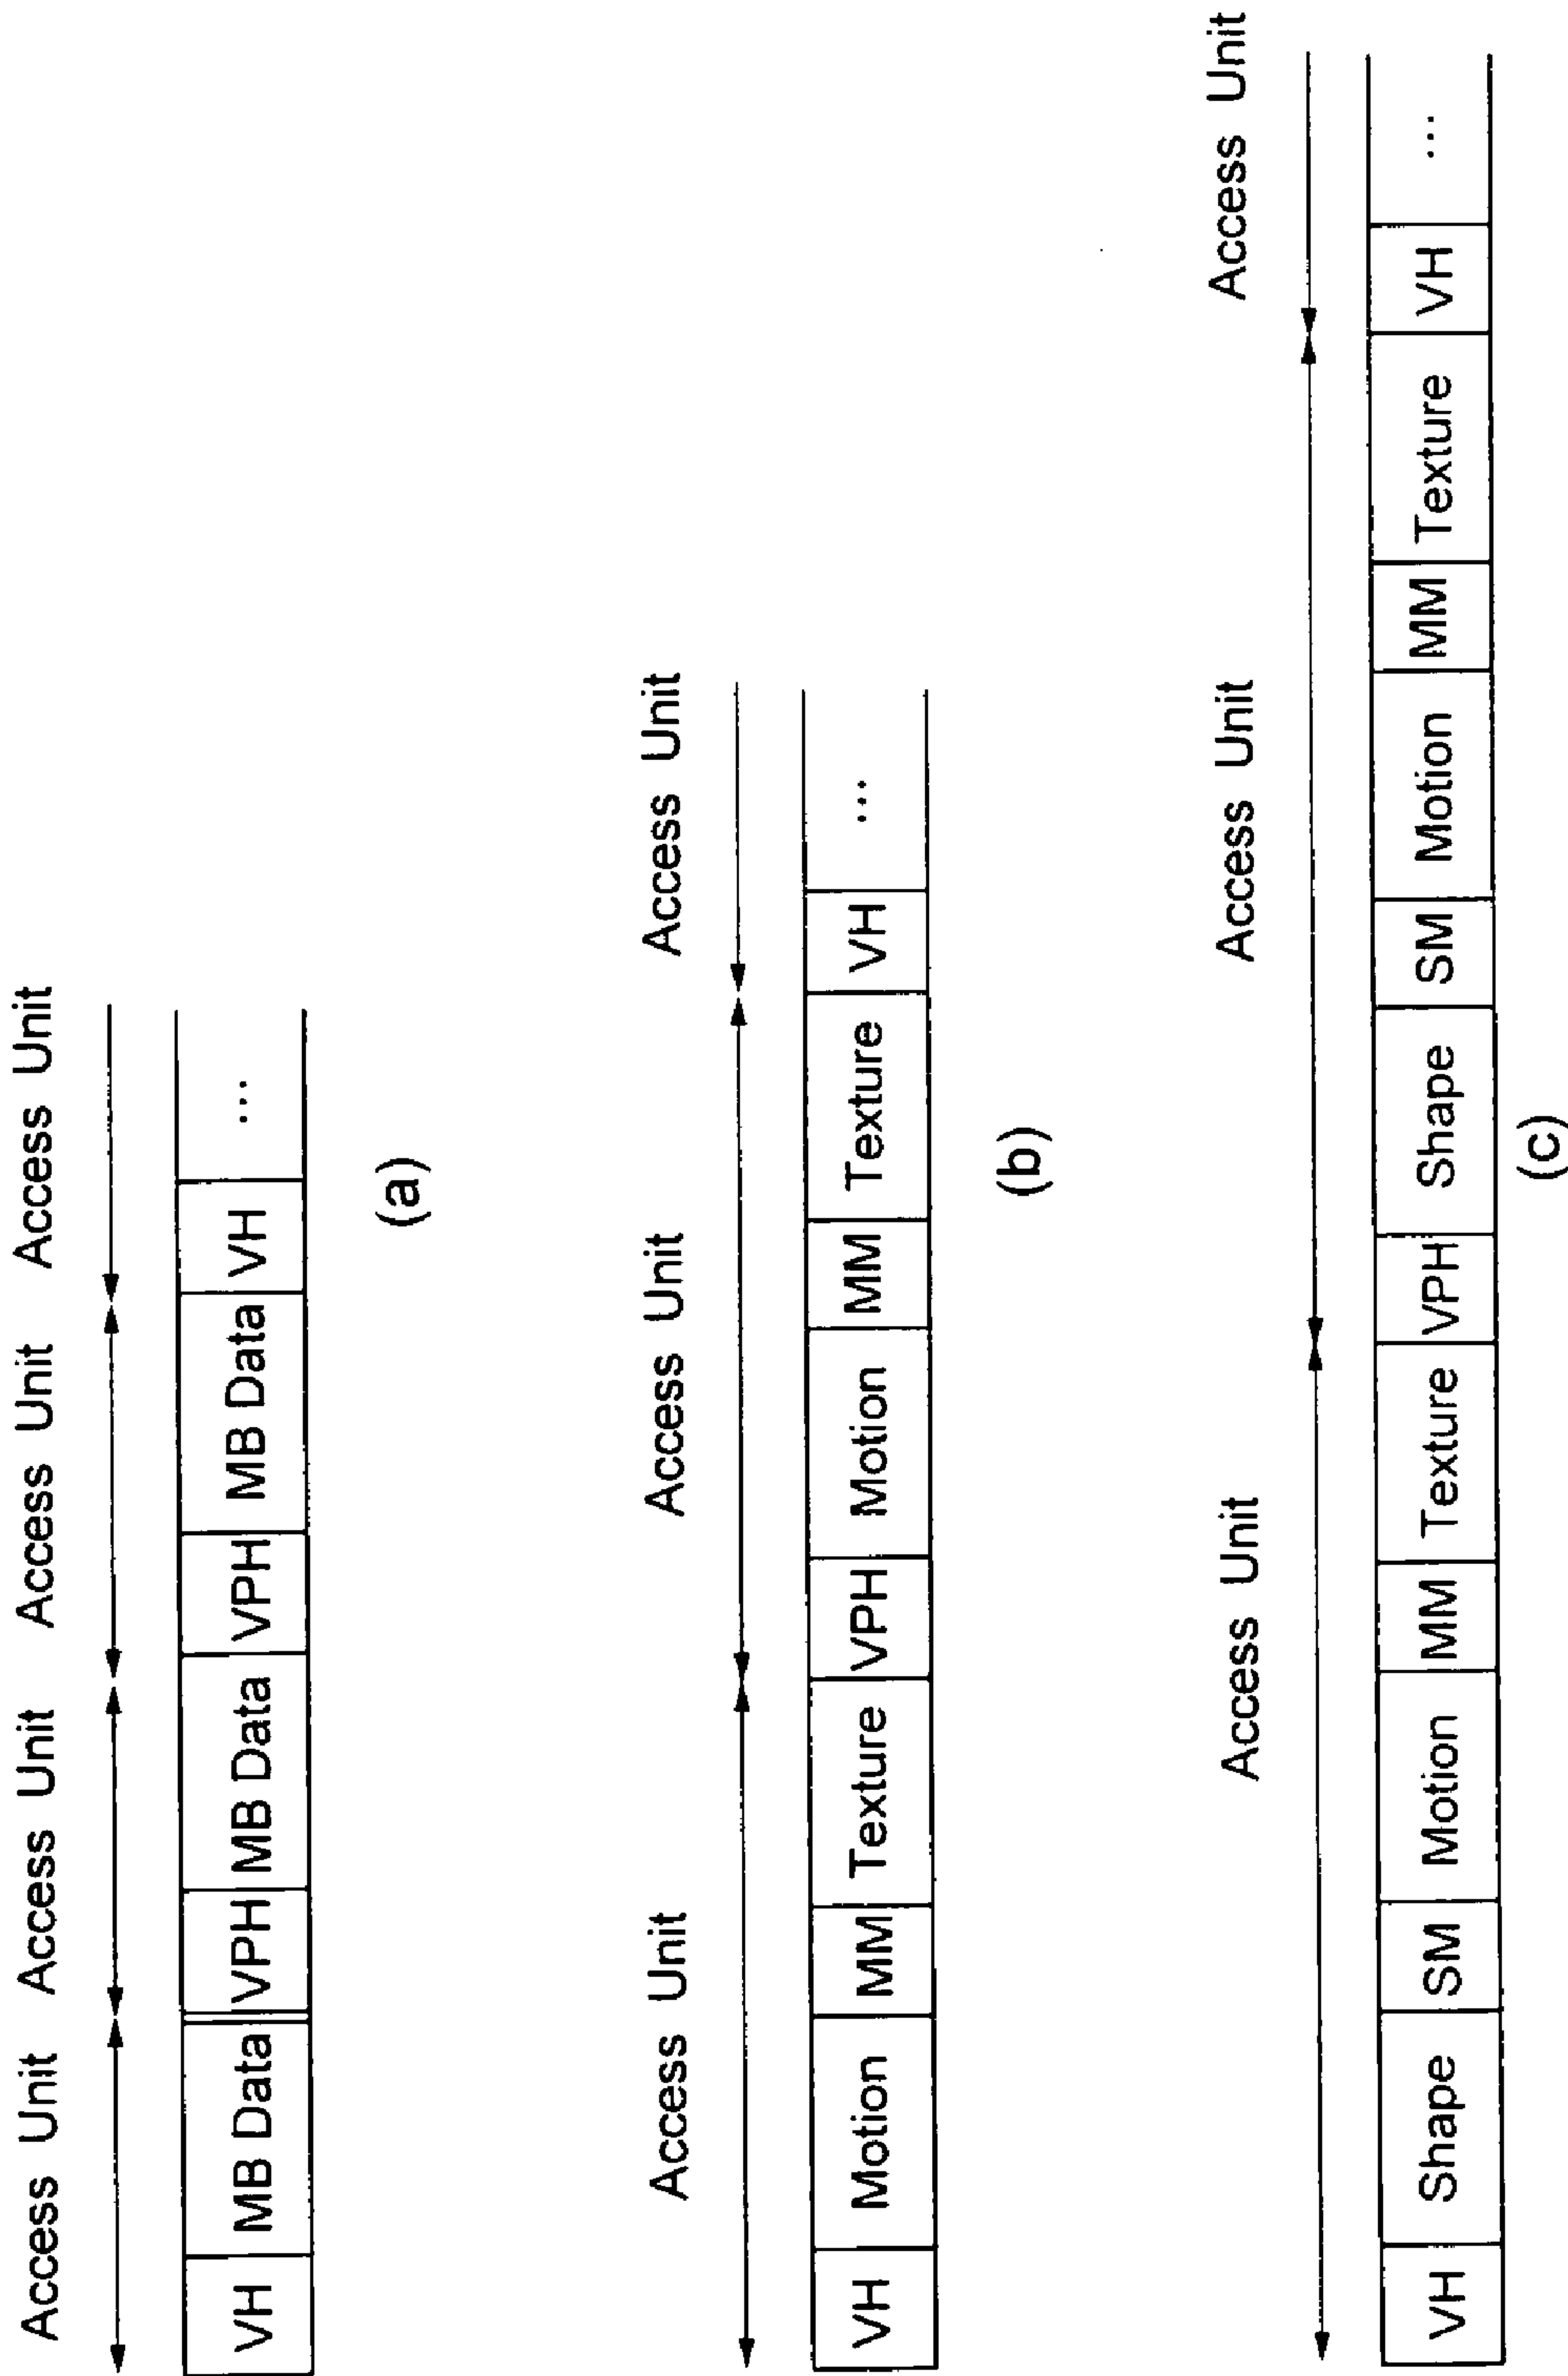 Access Unit Access Unit Access Unit Access Unit
VH MB Data VPH MB Data VPH MB Data VH ...
(a)
Access Unit Access Unit Access Unit
VH Motion MM Texture VPH Motion MM Texture VH ...
(b)
Access Unit Access Unit Access Unit
VH Shape SM Motion MM Texture VPH Shape SM Motion MM Texture VH ...
(c)